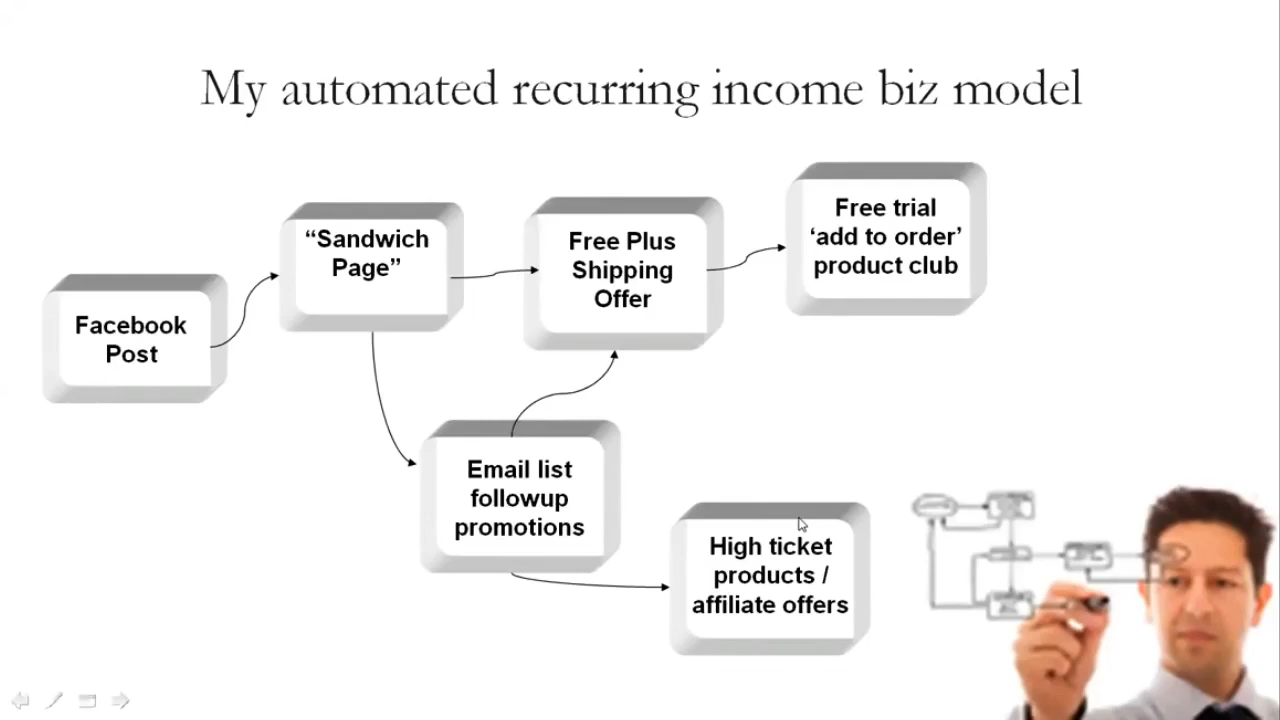 My automated recurring income biz model
Facebook
Post
“Sandwich
Page”
Free Plus
Shipping
Offer
Free trial
‘add to order’
product club
Email list
followup
promotions
High ticket
products /
affiliate offers